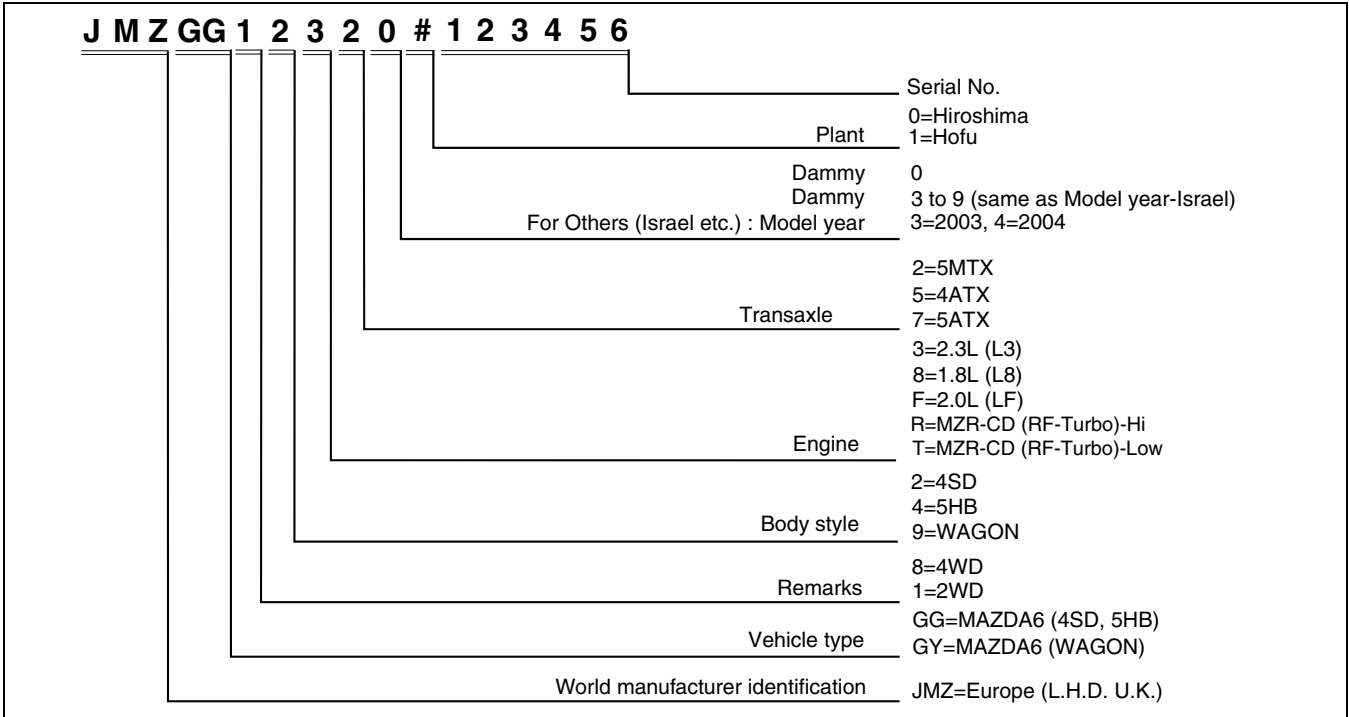 J M Z GG 1 2 3 2 0 # 1 2 3 4 5 6
Serial No.
0=Hiroshima
Plant 1=Hofu
Dammy 0
Dammy 3 to 9 (same as Model year-Israel)
For Others (Israel etc.) : Model year 3=2003, 4=2004
2=5MTX
5=4ATX
Transaxle 7=5ATX
3=2.3L (L3)
8=1.8L (L8)
F=2.0L (LF)
R=MZR-CD (RF-Turbo)-Hi
Engine T=MZR-CD (RF-Turbo)-Low
2=4SD
4=5HB
Body style 9=WAGON
8=4WD
Remarks 1=2WD
GG=MAZDA6 (4SD, 5HB)
Vehicle type GY=MAZDA6 (WAGON)
World manufacturer identification JMZ=Europe (L.H.D. U.K.)